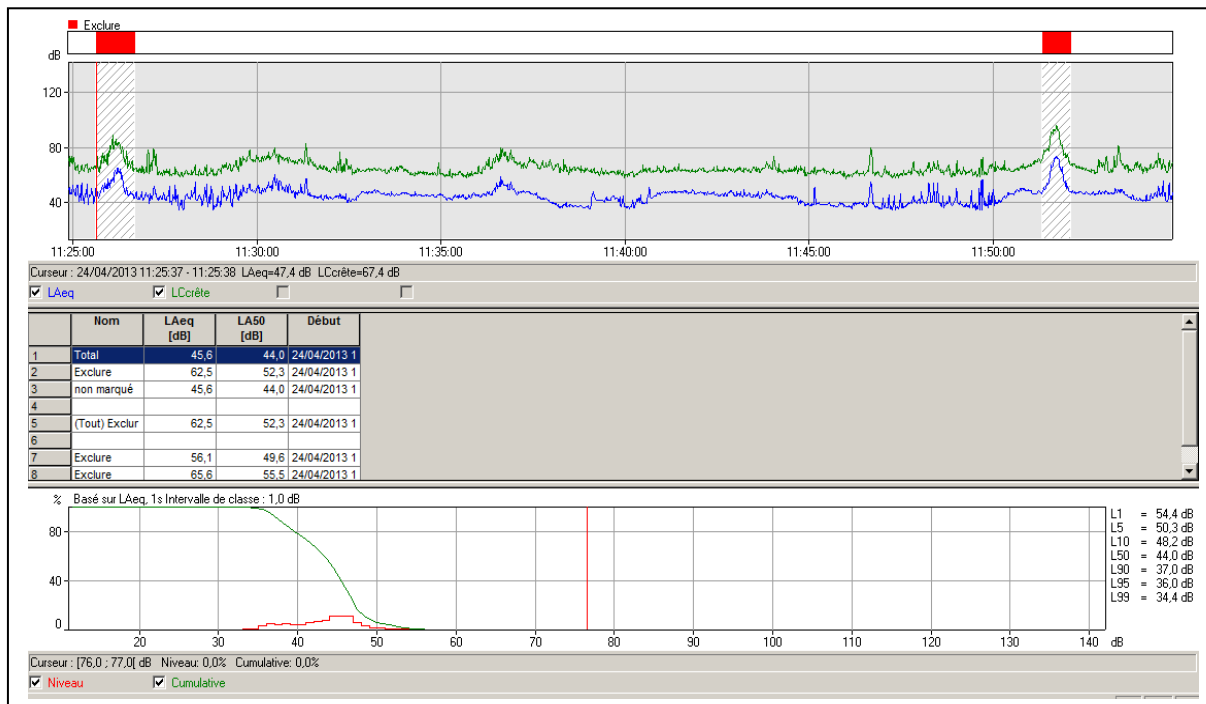 Exclure
dB
120
80
40
11:25:00 11:30:00 11:35:00 11:40:00 11:45:00 11:50:00
Curseur : 24/04/2013 11:25:37 - 11:25:38 LAeq=47,4 dB LCcrête=67,4 dB
LAeq LCcrête
Nom LAeq [dB] LA50 [dB] Début
1 Total 45,6 44,0 24/04/2013 1
2 Exclure 62,5 52,3 24/04/2013 1
3 non marqué 45,6 44,0 24/04/2013 1
4
5 (Tout) Exclur 62,5 52,3 24/04/2013 1
6
7 Exclure 56,1 49,6 24/04/2013 1
8 Exclure 65,6 55,5 24/04/2013 1
% Basé sur LAeq, 1s Intervalle de classe : 1,0 dB
80
40
0
20 30 40 50 60 70 80 90 100 110 120 130 140 dB
L1 = 54,4 dB
L5 = 50,3 dB
L10 = 48,2 dB
L50 = 44,0 dB
L90 = 37,0 dB
L95 = 36,0 dB
L99 = 34,4 dB
Curseur : [76,0 ; 77,0[ dB Niveau: 0,0% Cumulative: 0,0%
Niveau Cumulative